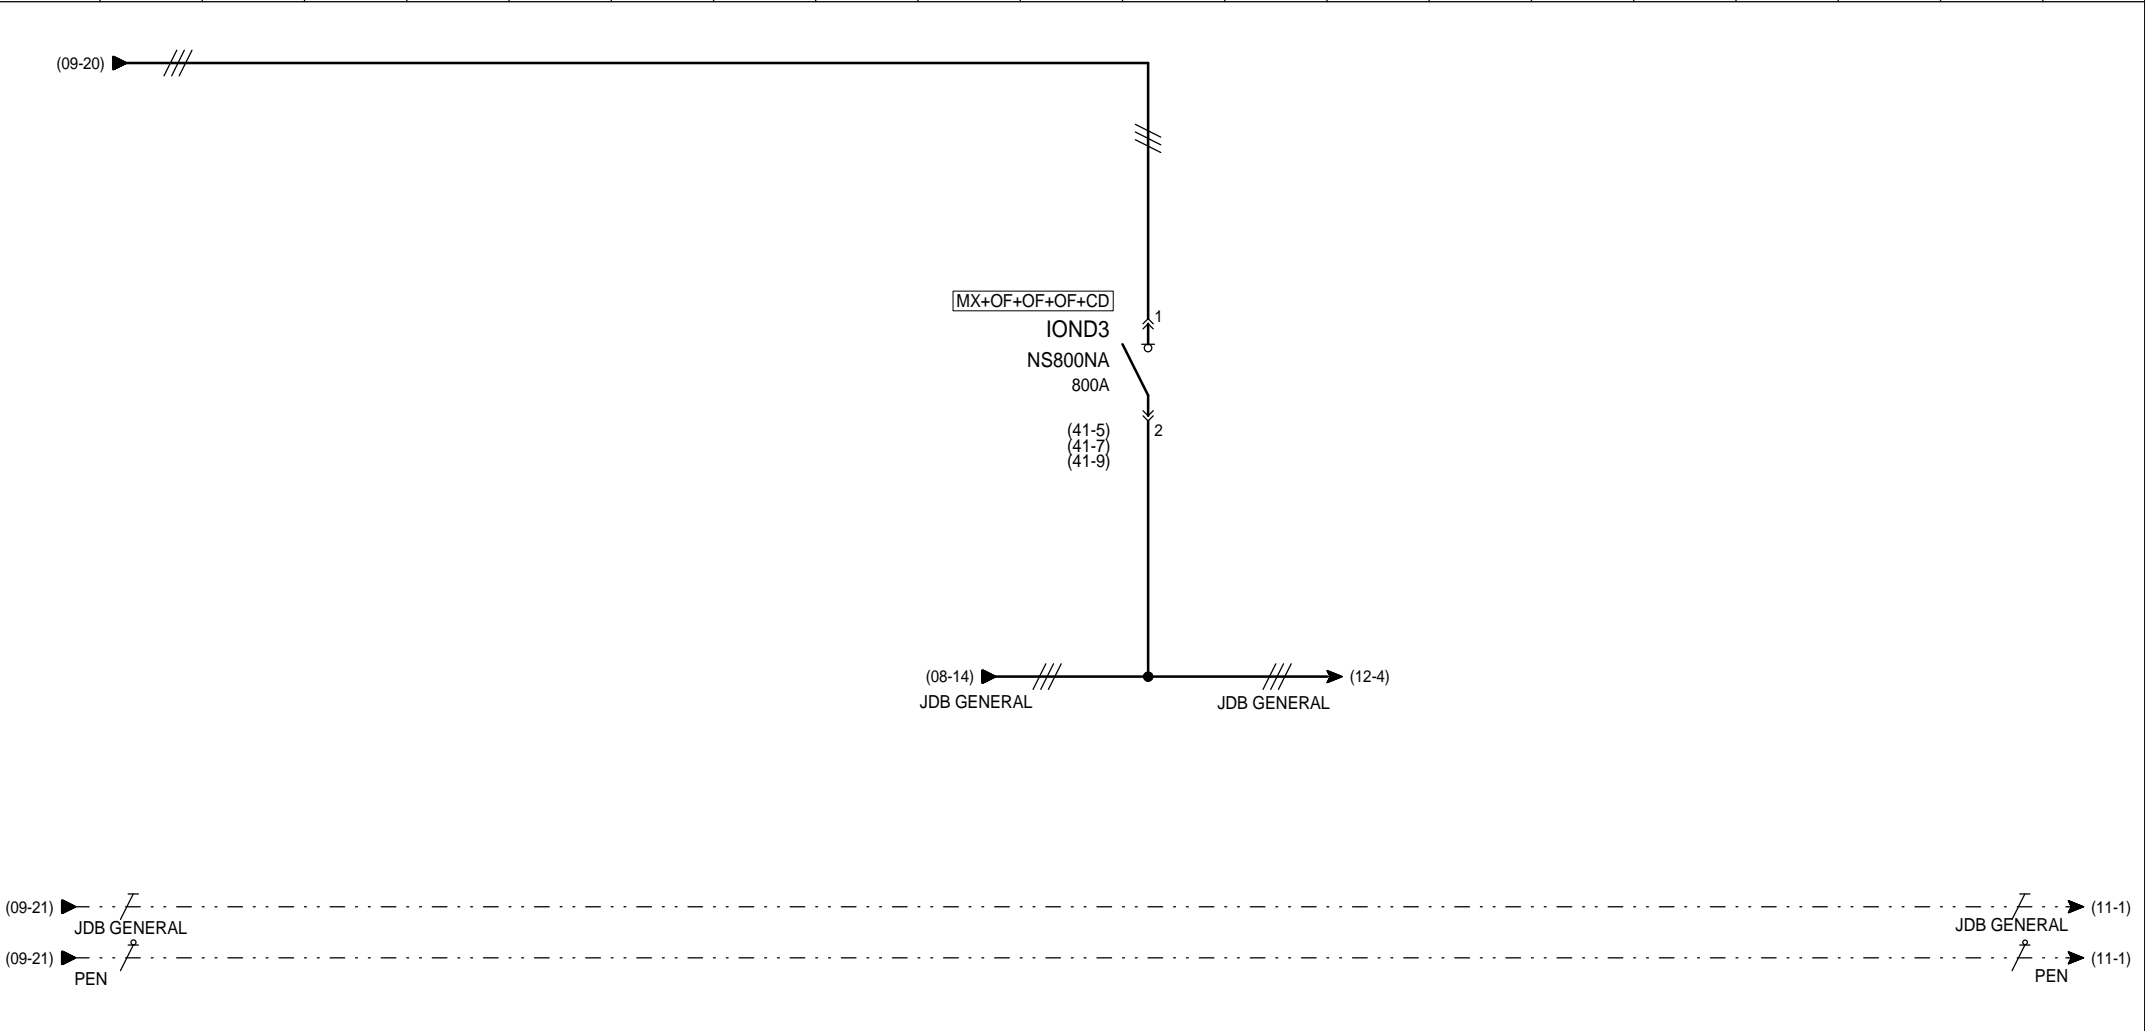 (09-20)
MX+OF+OF+OF+CD
1
IOND3
NS800NA
800A
(41-5)
2
(41-7)
(41-9)
(08-14)
(12-4)
JDB GENERAL
JDB GENERAL
(09-21)
(11-1)
JDB GENERAL
JDB GENERAL
(09-21)
(11-1)
PEN
PEN